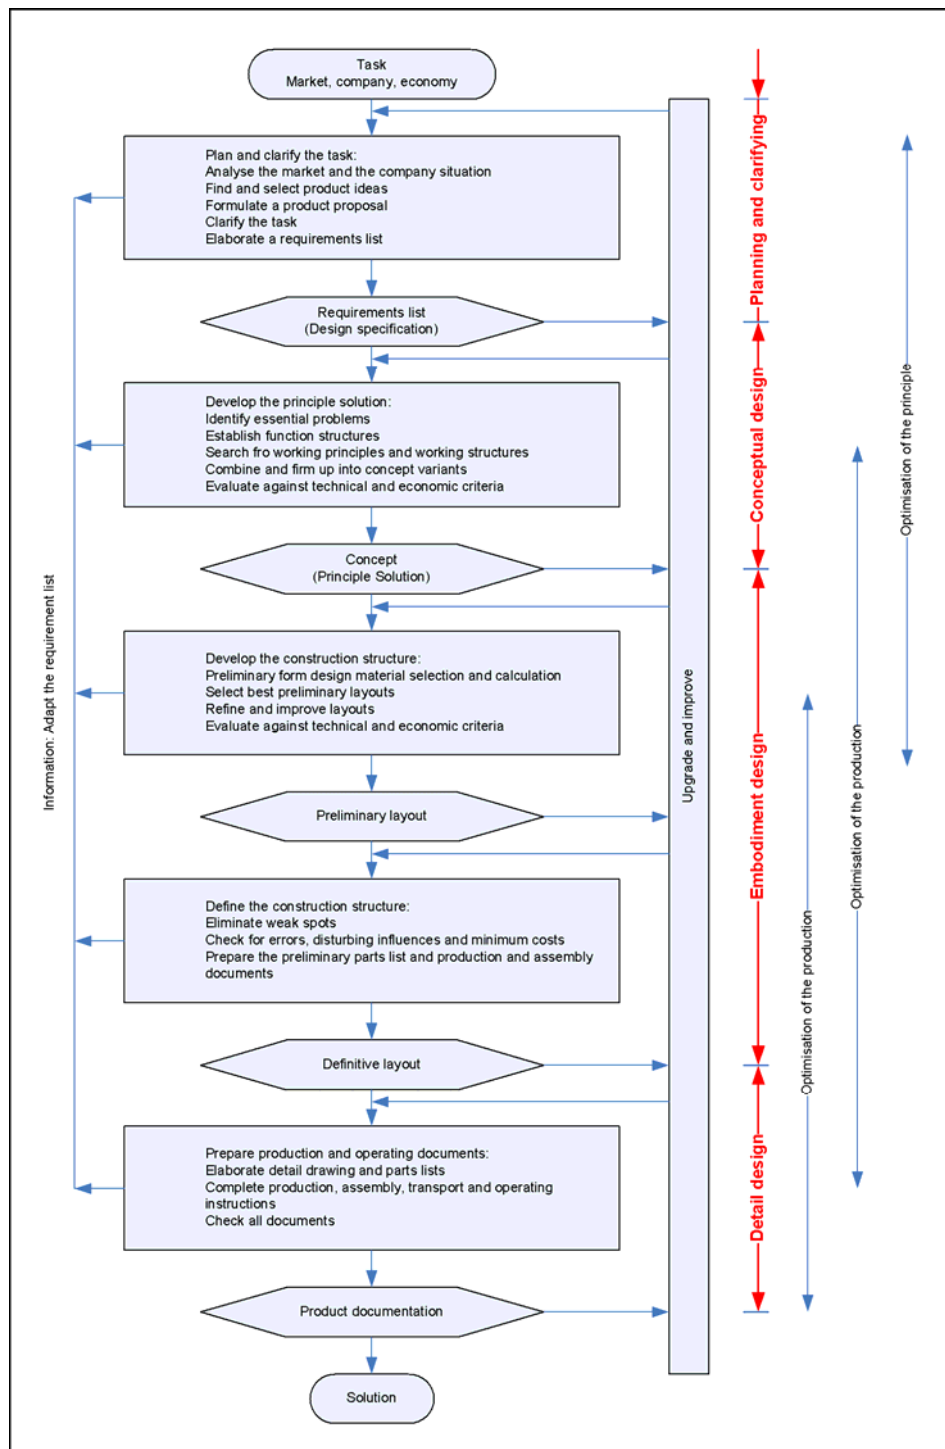 Task
Market, company, economy
Plan and clarify the task:
Analyse the market and the company situation
Find and select product ideas
Formulate a product proposal
Clarify the task
Elaborate a requirements list
Requirements list
(Design specification)
Develop the principle solution:
Identify essential problems
Establish function structures
Search fro working principles and working structures
Combine and firm up into concept variants
Evaluate against technical and economic criteria
Concept
(Principle Solution)
Develop the construction structure:
Preliminary form design material selection and calculation
Select best preliminary layouts
Refine and improve layouts
Evaluate against technical and economic criteria
Preliminary layout
Define the construction structure:
Eliminate weak spots
Check for errors, disturbing influences and minimum costs
Prepare the preliminary parts list and production and assembly
documents
Definitive layout
Prepare production and operating documents:
Elaborate detail drawing and parts lists
Complete production, assembly, transport and operating
instructions
Check all documents
Product documentation
Solution
Information: Adapt the requirement list
Upgrade and improve
Planning and clarifying
Conceptual design
Embodiment design
Detail design
Optimisation of the production
Optimisation of the production
Optimisation of the principle